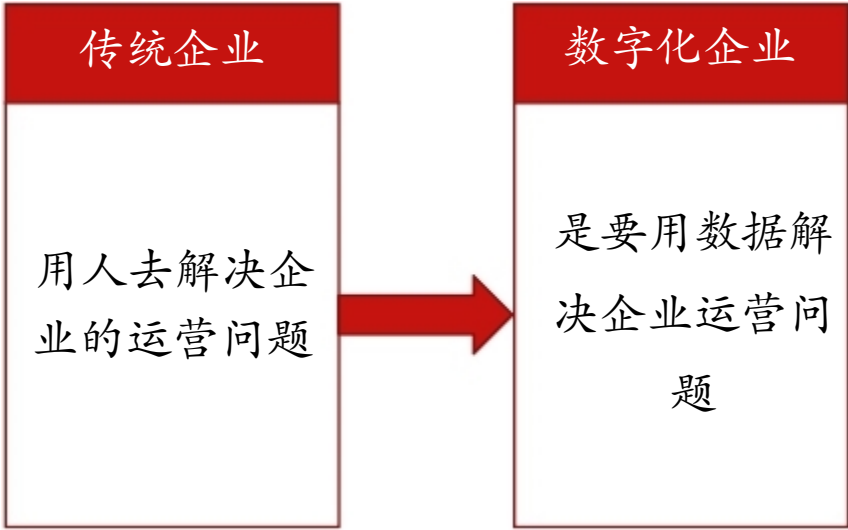 传统企业
用人去解决企
业的运营问题
数字化企业
是要用数据解
决企业运营问
题